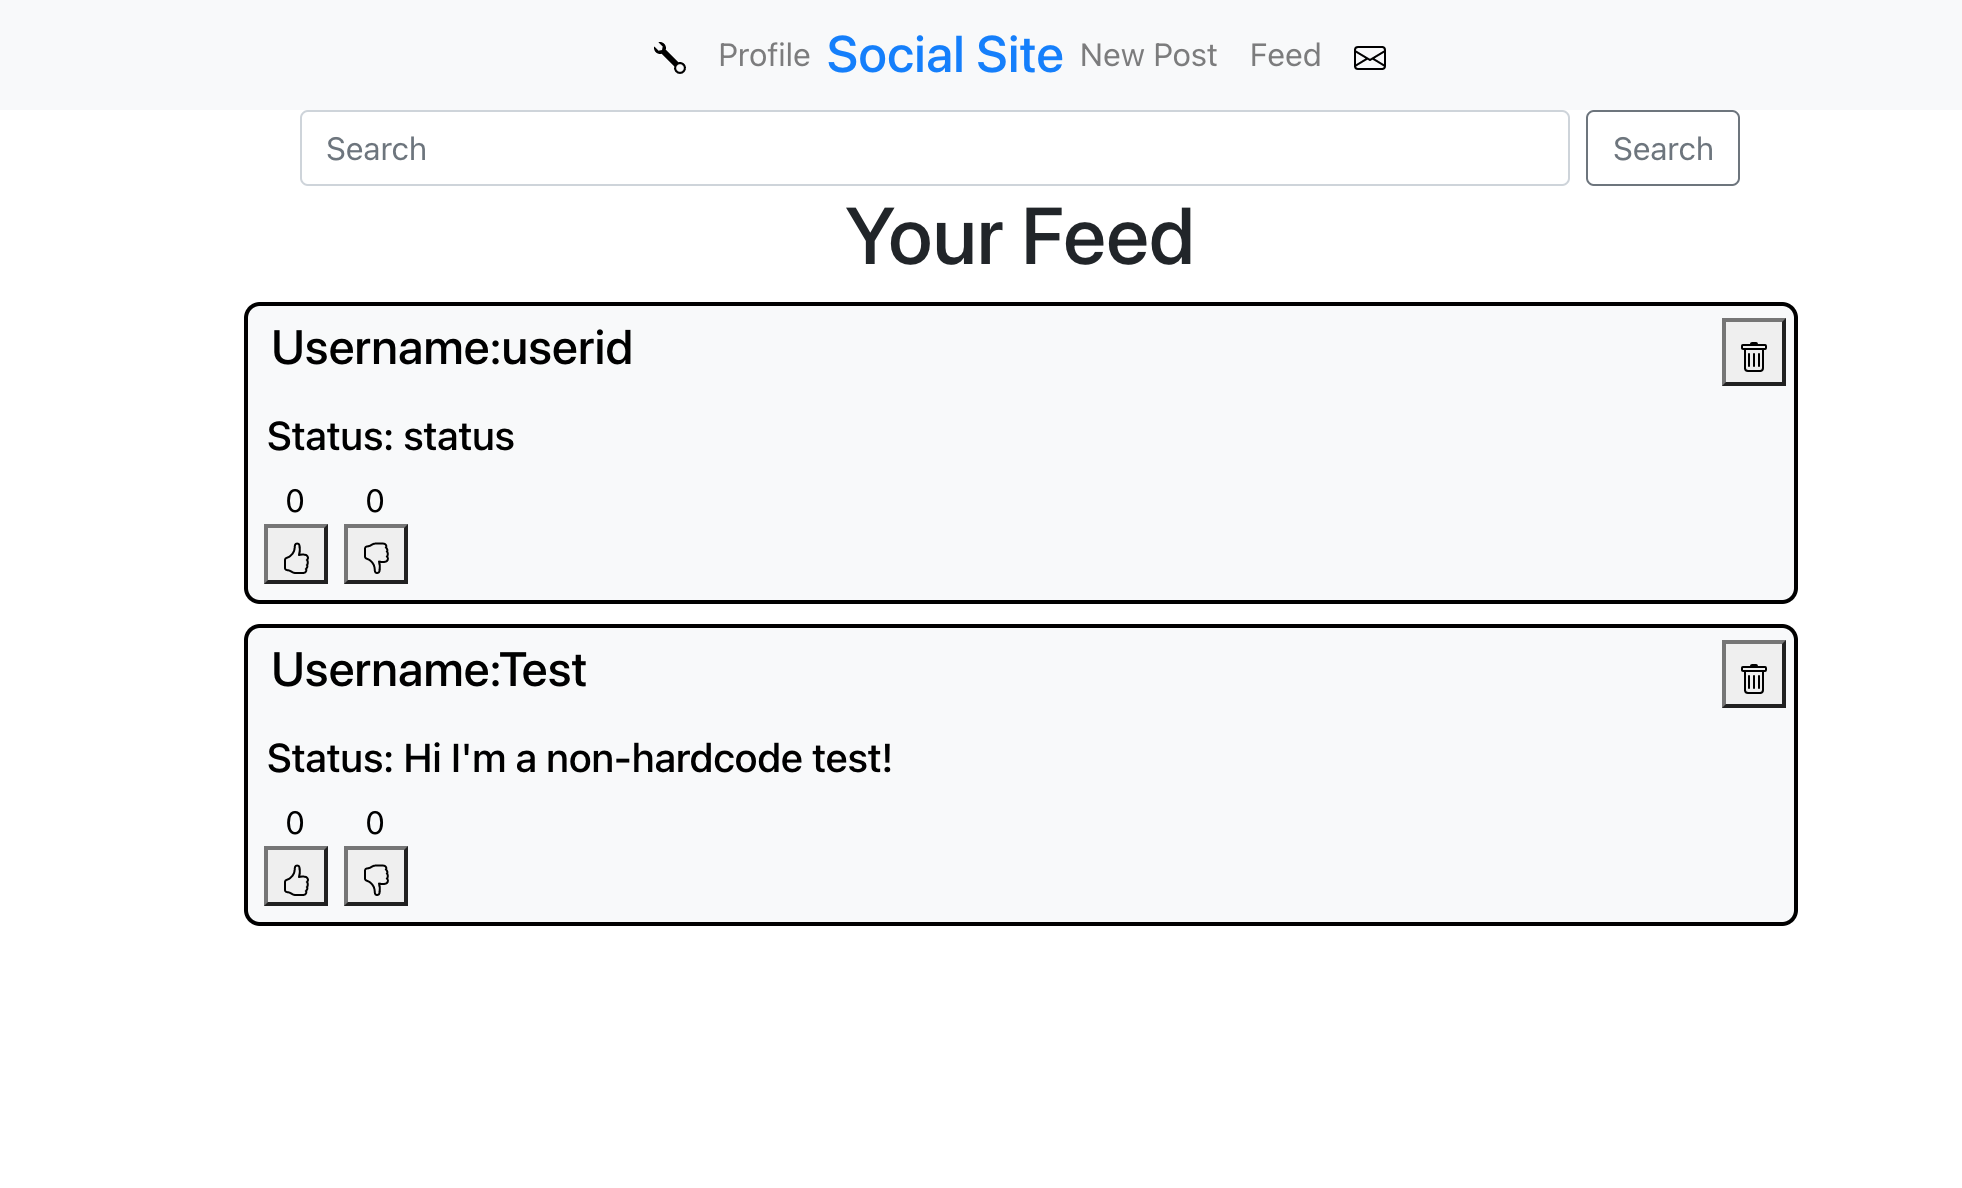 Profile Social Site New Post Feed
Search Search
Your Feed
Username:userid
Status: status
0 0
Username:Test
Status: Hi I'm a non-hardcode test!
0 0